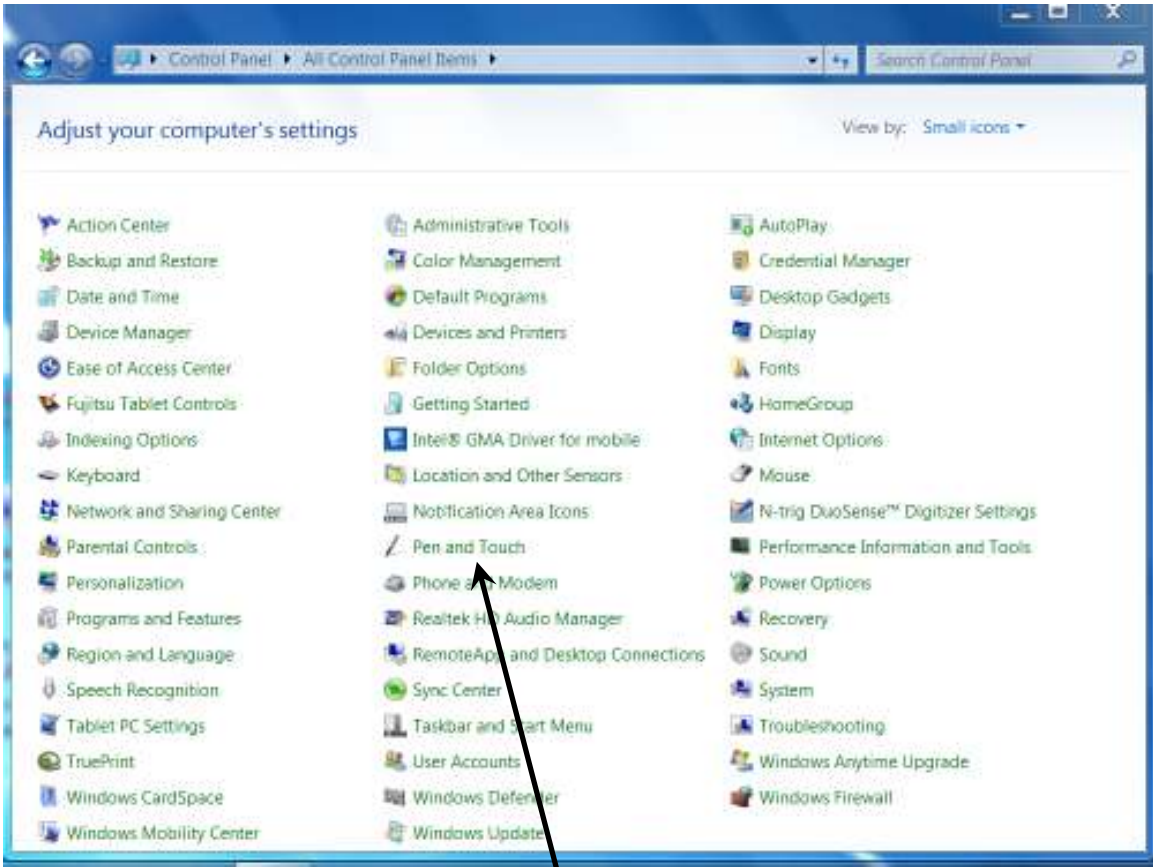 Control Panel All Control Panel Items Search Control Panel
Adjust your computer's settings View by: Small icons
Action Center Administrative Tools AutoPlay
Backup and Restore Color Management Credential Manager
Date and Time Default Programs Desktop Gadgets
Device Manager Devices and Printers Display
Ease of Access Center Folder Options Fonts
Fujitsu Tablet Controls Getting Started HomeGroup
Indexing Options Intel® GMA Driver for mobile Internet Options
Keyboard Location and Other Sensors Mouse
Network and Sharing Center Notification Area Icons N-trig DuoSense™ Digitizer Settings
Parental Controls Pen and Touch Performance Information and Tools
Personalization Phone and Modem Power Options
Programs and Features Realtek HD Audio Manager Recovery
Region and Language RemoteApp and Desktop Connections Sound
Speech Recognition Sync Center System
Tablet PC Settings Taskbar and Start Menu Troubleshooting
TruePrint User Accounts Windows Anytime Upgrade
Windows CardSpace Windows Defender Windows Firewall
Windows Mobility Center Windows Update